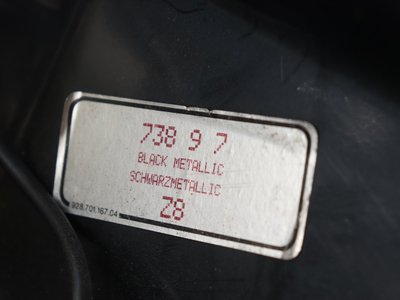 738 9 7
BLACK METALLIC
SCHWARZMETALLIC
Z8
928.701.167.04